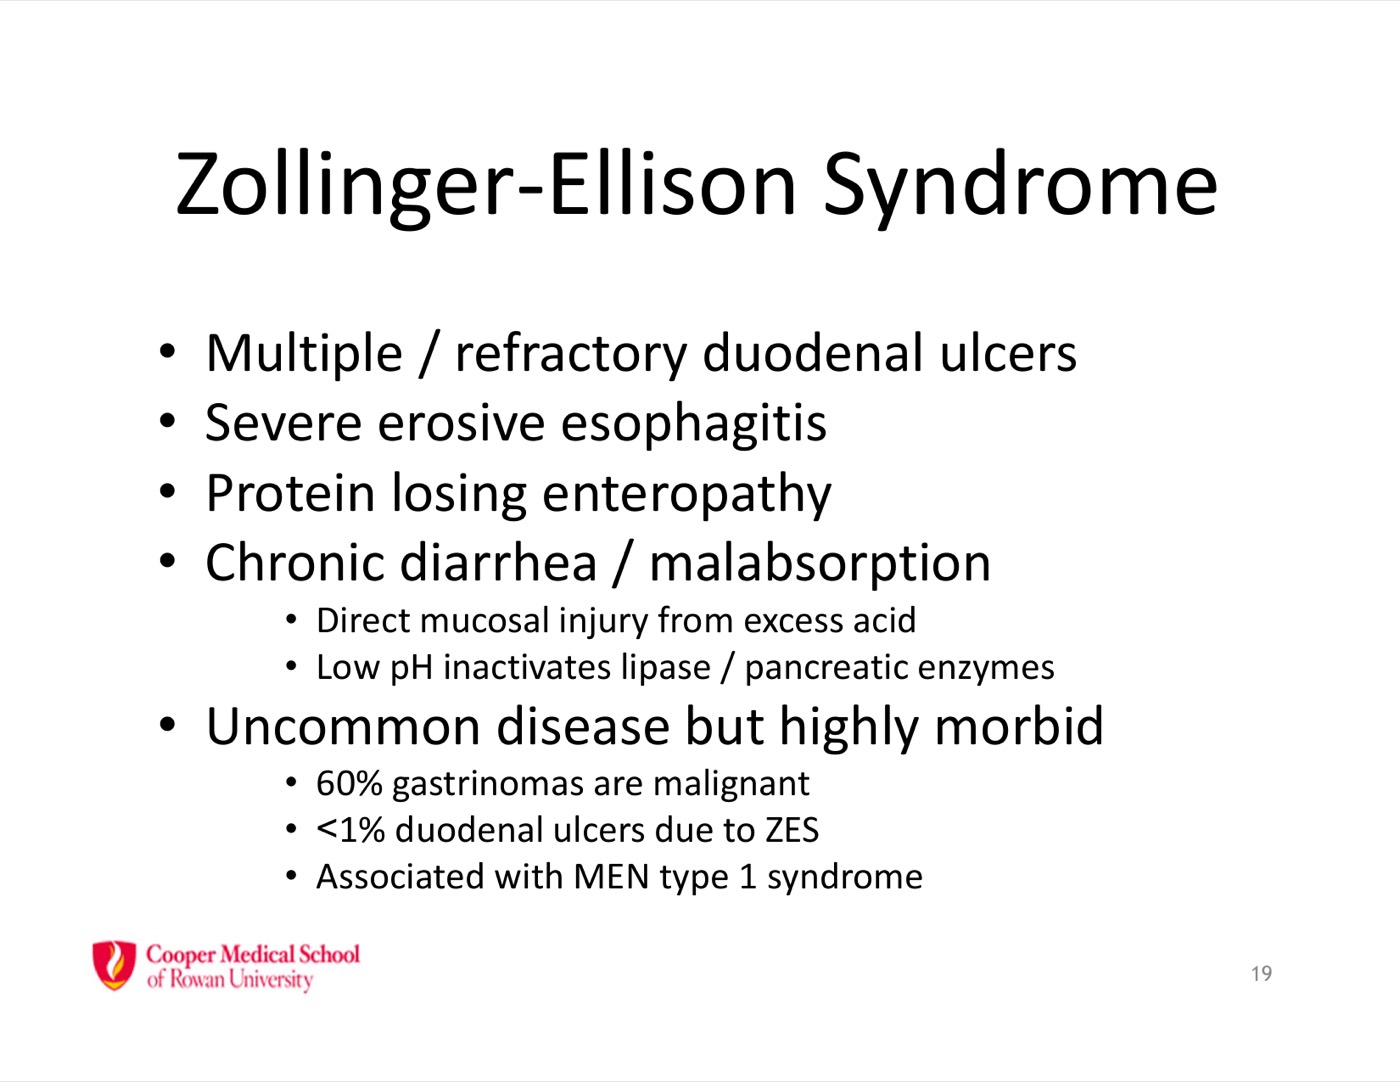 Zollinger-Ellison Syndrome
• Multiple / refractory duodenal ulcers
• Severe erosive esophagitis
• Protein losing enteropathy
• Chronic diarrhea / malabsorption
• Direct mucosal injury from excess acid
• Low pH inactivates lipase / pancreatic enzymes
• Uncommon disease but highly morbid
• 60% gastrinomas are malignant
• <1% duodenal ulcers due to ZES
• Associated with MEN type 1 syndrome
Cooper Medical School
of Rowan University
19